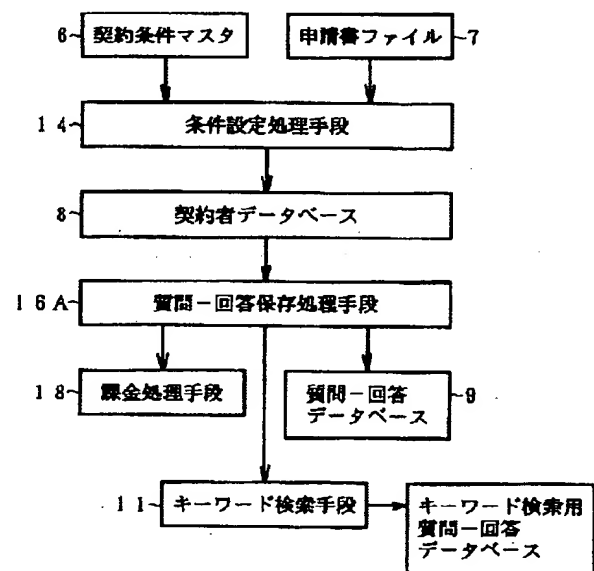 6 契約条件マスタ 申請書ファイル 7
14 条件設定処理手段
8 契約者データベース
16A 質問-回答保存処理手段
18 課金処理手段 質問-回答 9
データベース
11 キーワード検索手段 キーワード検索用
質問-回答
データベース